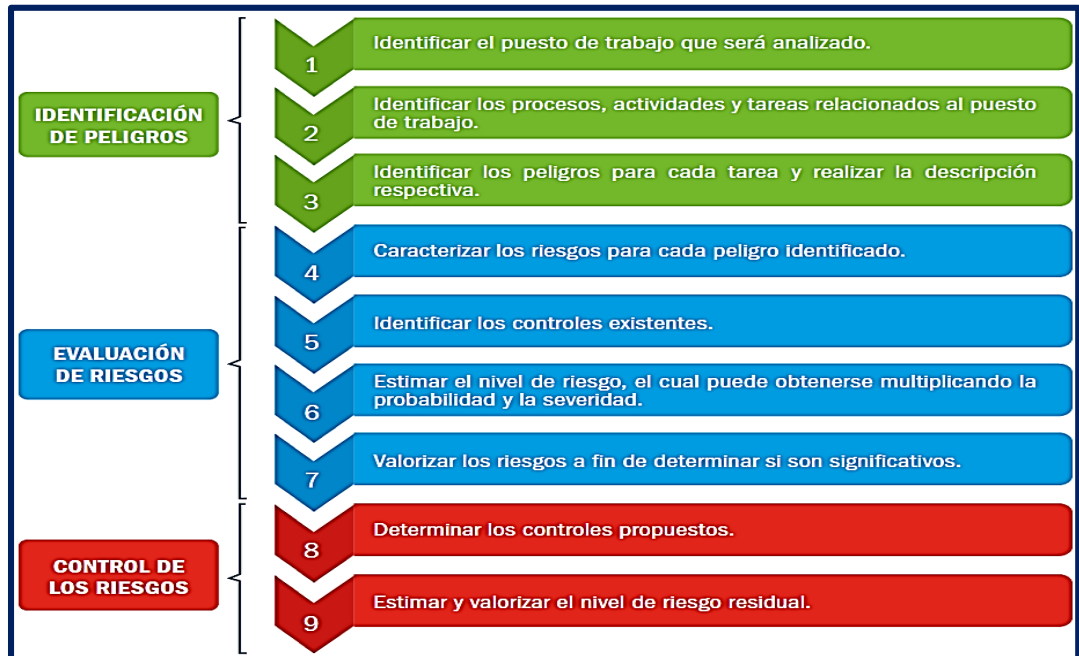 IDENTIFICACIÓN
DE PELIGROS
1
Identificar el puesto de trabajo que será analizado.
2
Identificar los procesos, actividades y tareas relacionados al puesto
de trabajo.
3
Identificar los peligros para cada tarea y realizar la descripción
respectiva.
EVALUACIÓN
DE RIESGOS
4
Caracterizar los riesgos para cada peligro identificado.
5
Identificar los controles existentes.
6
Estimar el nivel de riesgo, el cual puede obtenerse multiplicando la
probabilidad y la severidad.
7
Valorizar los riesgos a fin de determinar si son significativos.
CONTROL DE
LOS RIESGOS
8
Determinar los controles propuestos.
9
Estimar y valorizar el nivel de riesgo residual.